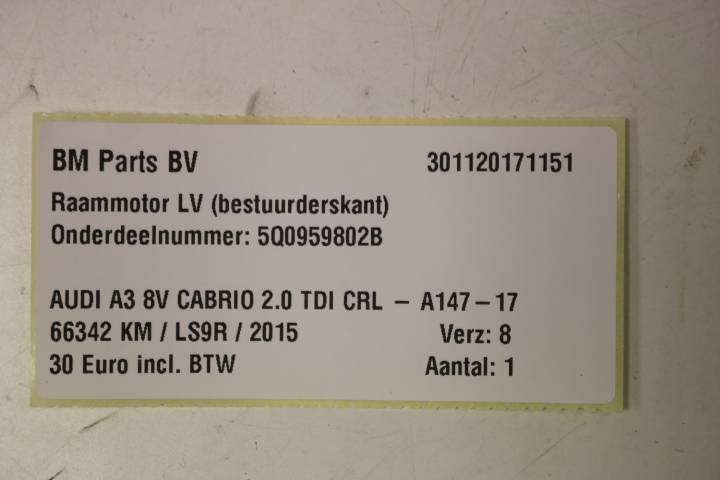 BM Parts BV 301120171151
Raammotor LV (bestuurderskant)
Onderdeelnummer: 5Q0959802B
AUDI A3 8V CABRIO 2.0 TDI CRL – A147–17
66342 KM / LS9R / 2015 Verz: 8
30 Euro incl. BTW Aantal: 1